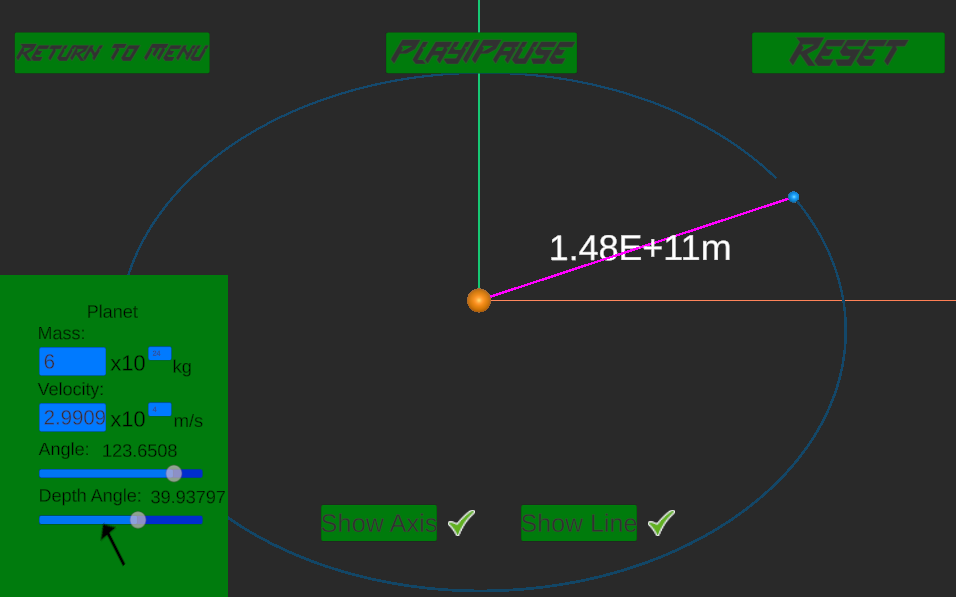 Return To Menu
Play|Pause
Reset
1.48E+11m
Planet
Mass:
6 x10 24 kg
Velocity:
2.9909 x10 4 m/s
Angle: 123.6508
Depth Angle: 39.93797
Show Axis
Show Line